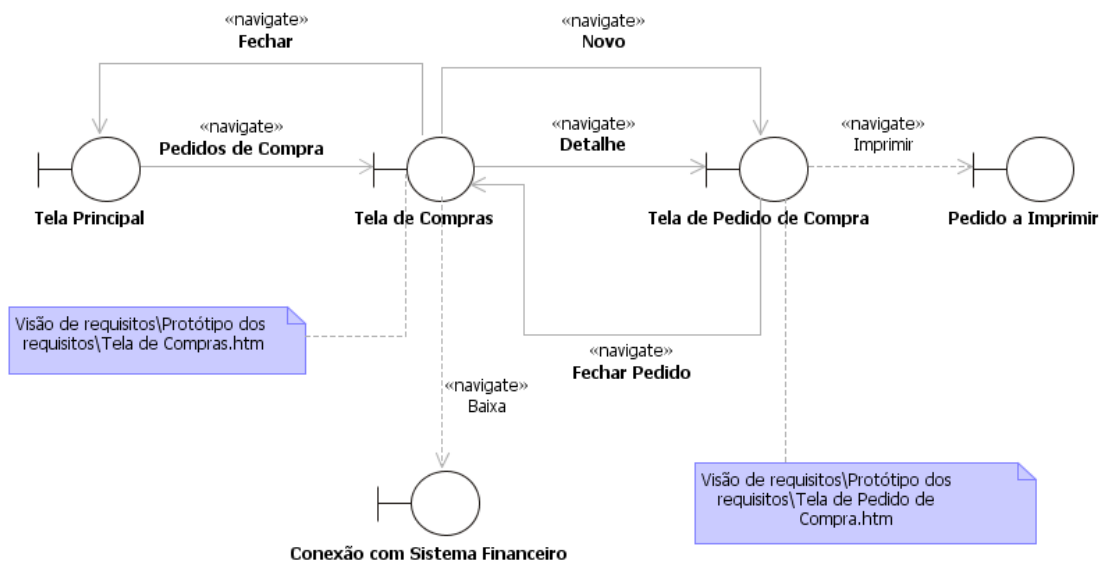 «navigate»
Fechar
«navigate»
Novo
«navigate»
Pedidos de Compra
«navigate»
Detalhe
«navigate»
Imprimir
Tela Principal
Tela de Compras
Tela de Pedido de Compra
Pedido a Imprimir
Visão de requisitos\Protótipo dos
requisitos\Tela de Compras.htm
«navigate»
Fechar Pedido
«navigate»
Baixa
Visão de requisitos\Protótipo dos
requisitos\Tela de Pedido de
Compra.htm
Conexão com Sistema Financeiro